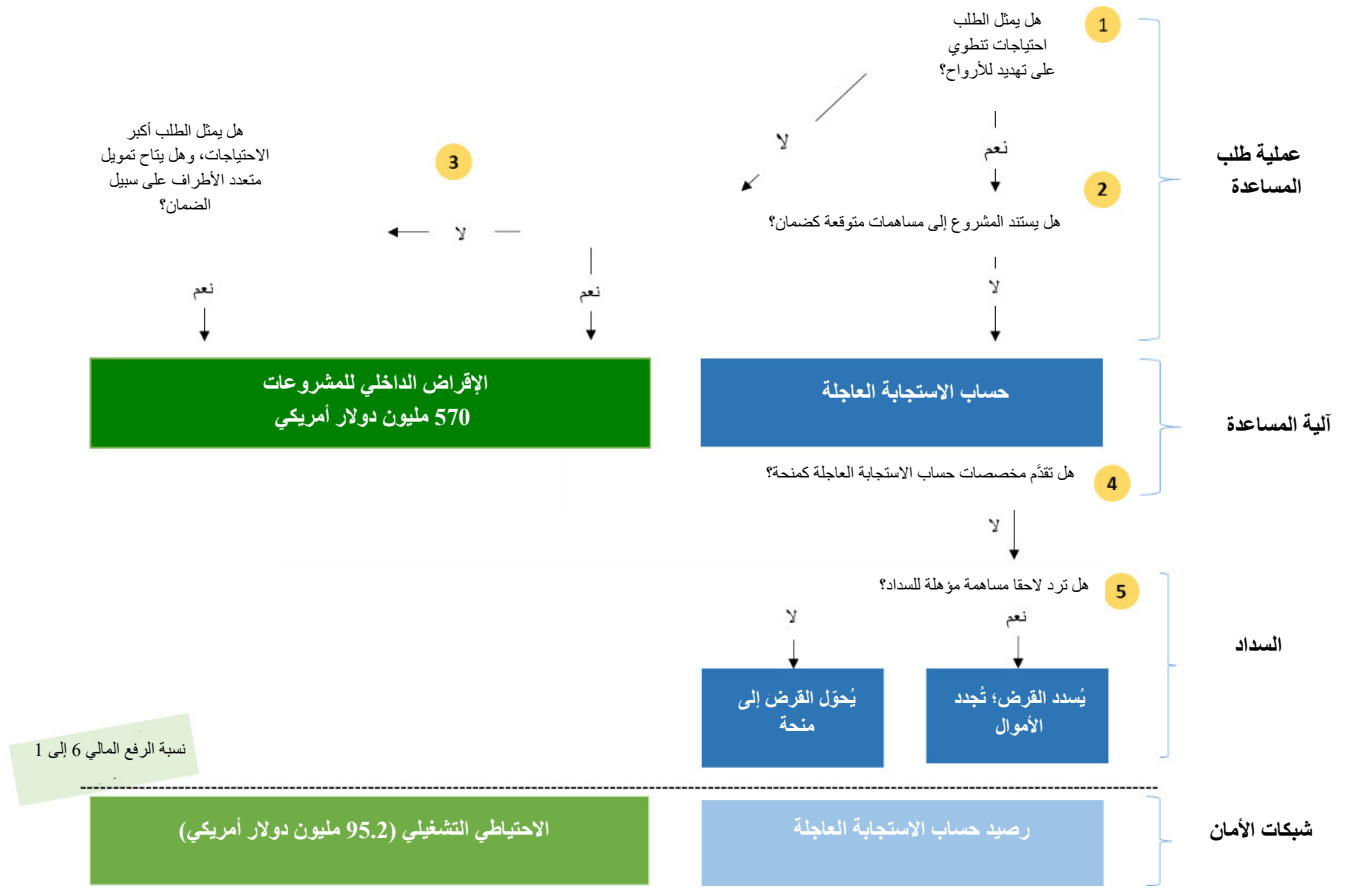 هل يمثل الطلب
احتياجات تنطوي
على تهديد للأرواح؟
1
عملية طلب
المساعدة
لا
نعم
2
هل يستند المشروع إلى مساهمات متوقعة كضمان؟
لا
3
هل يمثل الطلب أكبر
الاحتياجات، وهل يتاح تمويل
متعدد الأطراف على سبيل
الضمان؟
لا
نعم
نعم
آلية المساعدة
حساب الاستجابة العاجلة
الإقراض الداخلي للمشروعات
570 مليون دولار أمريكي
4
هل تقدَّم مخصصات حساب الاستجابة العاجلة كمنحة؟
لا
السداد
5
هل ترد لاحقا مساهمة مؤهلة للسداد؟
نعم
لا
يُسدد القرض؛ تُجدد
الأموال
يُحوّل القرض إلى
منحة
نسبة الرفع المالي 6 إلى 1
شبكات الأمان
رصيد حساب الاستجابة العاجلة
الاحتياطي التشغيلي (95.2 مليون دولار أمريكي)